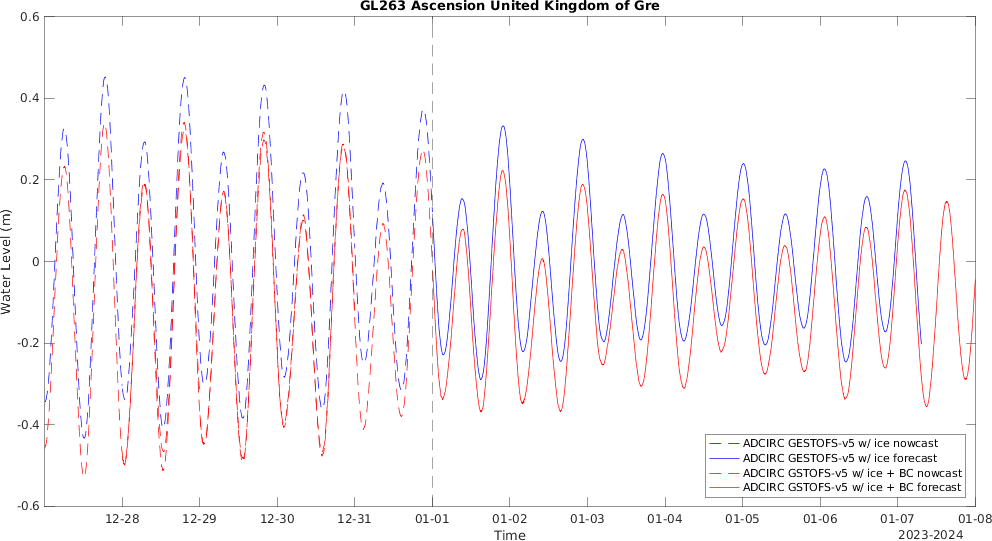 GL263 Ascension United Kingdom of Gre
0.6
0.4
0.2
0
-0.2
-0.4
-0.6
Water Level (m)
12-28 12-29 12-30 12-31 01-01 01-02 01-03 01-04 01-05 01-06 01-07 01-08
Time
2023-2024
ADCIRC GESTOFS-v5 w/ ice nowcast
ADCIRC GESTOFS-v5 w/ ice forecast
ADCIRC GSTOFS-v5 w/ ice + BC nowcast
ADCIRC GSTOFS-v5 w/ ice + BC forecast